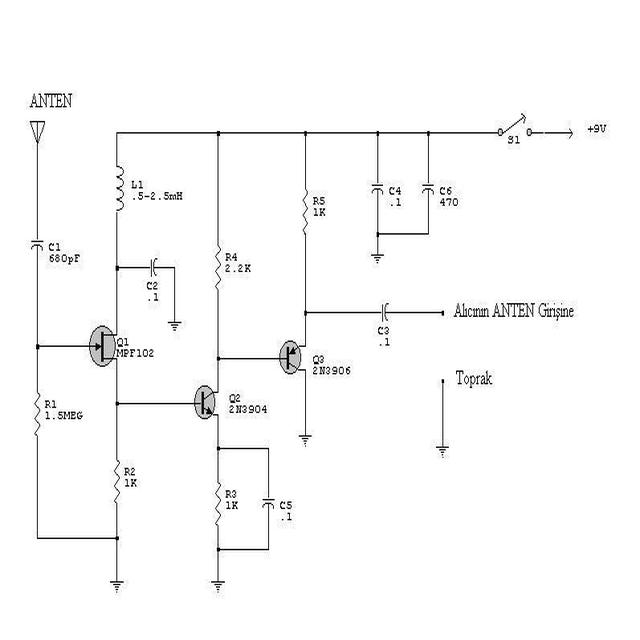 ANTEN
+9V
S1
L1
.5-2.5mH
R5
1K
C4
.1
C6
470
C1
680pF
R4
2.2K
C2
.1
Alıcının ANTEN Girişine
C3
.1
Q1
MPF102
Q3
2N3906
Toprak
R1
1.5MEG
Q2
2N3904
R2
1K
R3
1K
C5
.1